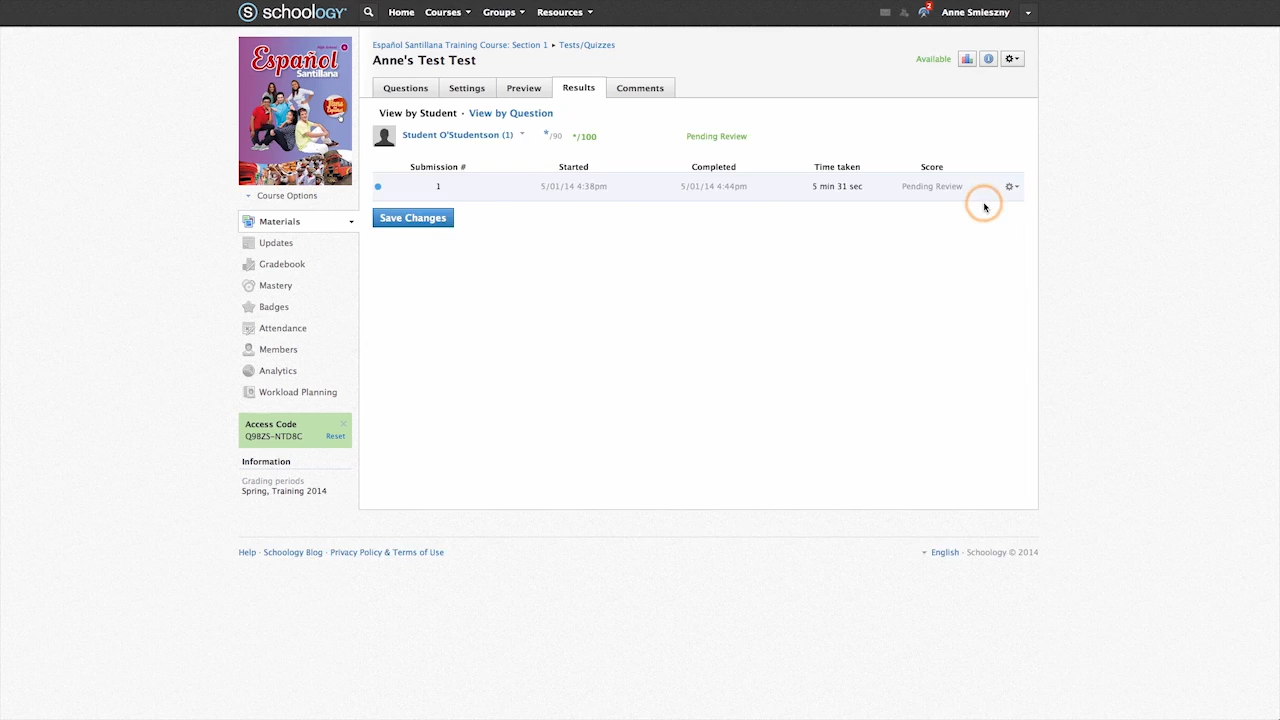 schoology Home Courses Groups Resources 2 Anne Smieszny
Español
Santillana
Español Santillana Training Course: Section 1 ▸ Tests/Quizzes
Anne's Test Test
Available
Questions Settings Preview Results Comments
View by Student · View by Question
Student O'Studentson (1) */90 */100 Pending Review
Submission # Started Completed Time taken Score
1 5/01/14 4:38pm 5/01/14 4:44pm 5 min 31 sec Pending Review
Save Changes
Course Options
Materials
Updates
Gradebook
Mastery
Badges
Attendance
Members
Analytics
Workload Planning
Access Code
Q9BZS-NTD8C Reset
Information
Grading periods
Spring, Training 2014
Help · Schoology Blog · Privacy Policy & Terms of Use
English · Schoology © 2014